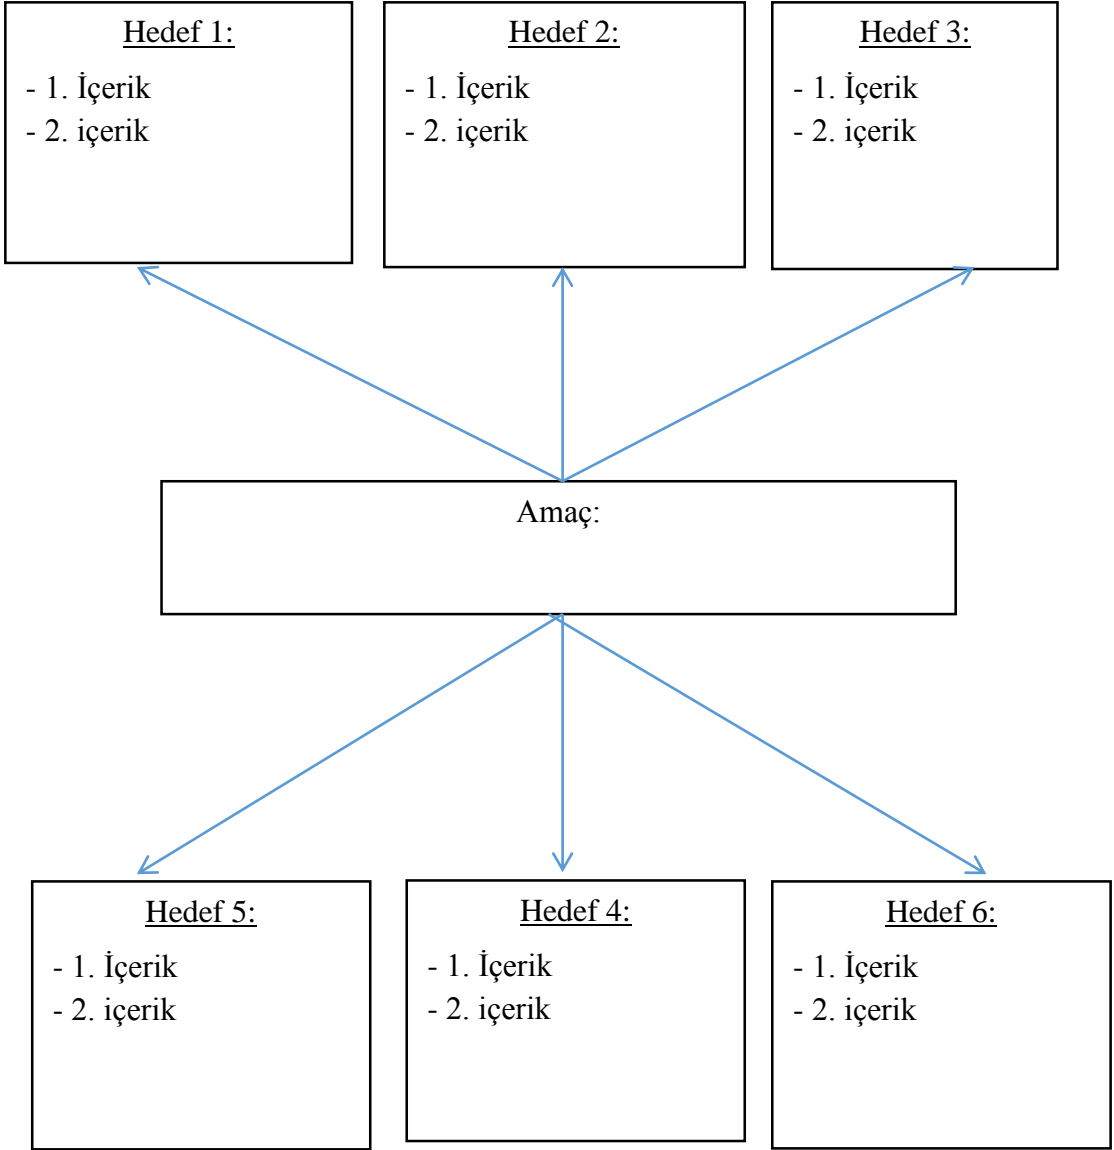 Hedef 1:
- 1. İçerik
- 2. içerik
Hedef 2:
- 1. İçerik
- 2. içerik
Hedef 3:
- 1. İçerik
- 2. içerik
Amaç:
Hedef 5:
- 1. İçerik
- 2. içerik
Hedef 4:
- 1. İçerik
- 2. içerik
Hedef 6:
- 1. İçerik
- 2. içerik